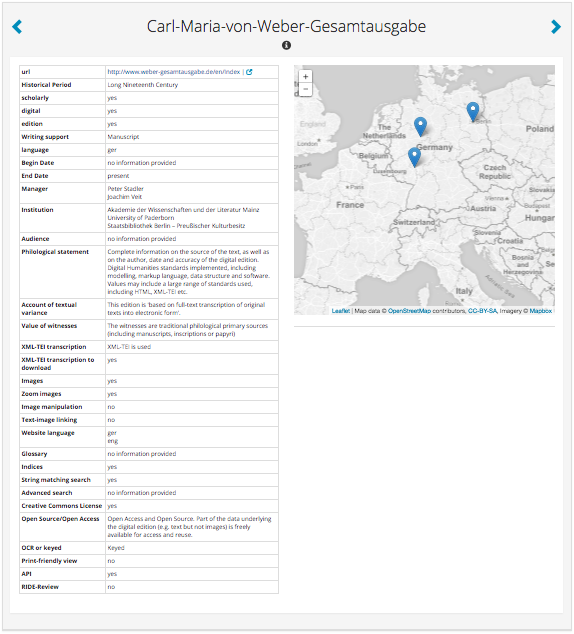 Carl-Maria-von-Weber-Gesamtausgabe
url http://www.weber-gesamtausgabe.de/en/Index |
Historical Period Long Nineteenth Century
scholarly yes
digital yes
edition yes
Writing support Manuscript
language ger
Begin Date no information provided
End Date present
Manager Peter Stadler
Joachim Veit
Institution Akademie der Wissenschaften und der Literatur Mainz
University of Paderborn
Staatsbibliothek Berlin – Preußischer Kulturbesitz
Audience no information provided
Philological statement Complete information on the source of the text, as well as
on the author, date and accuracy of the digital edition.
Digital Humanities standards implemented, including
modelling, markup language, data structure and software.
Values may include a large range of standards used,
including HTML, XML-TEI etc.
Account of textual variance This edition is 'based on full-text transcription of original
texts into electronic form'.
Value of witnesses The witnesses are traditional philological primary sources
(including manuscripts, inscriptions or papyri)
XML-TEI transcription XML-TEI is used
XML-TEI transcription to download yes
Images yes
Zoom images yes
Image manipulation no
Text-image linking no
Website language ger
eng
Glossary no information provided
Indices yes
String matching search yes
Advanced search no information provided
Creative Commons License yes
Open Source/Open Access Open Access and Open Source. Part of the data underlying
the digital edition (e.g. text but not images) is freely
available for access and reuse.
OCR or keyed Keyed
Print-friendly view no
API yes
RIDE-Review no
+
−
England
London
The
Netherlands
Berlin
Poland
Belgium
Germany
Luxembourg
Czech
Republic
Paris
Slovakia
Vienna
Budapest
France
Austria
Hungar
Switzerland
Slovenia
Croatia
Bosnia
and
Herzegovina
Be
Se
Italy
Adriatic Sea
Leaflet | Map data © OpenStreetMap contributors, CC-BY-SA, Imagery © Mapbox